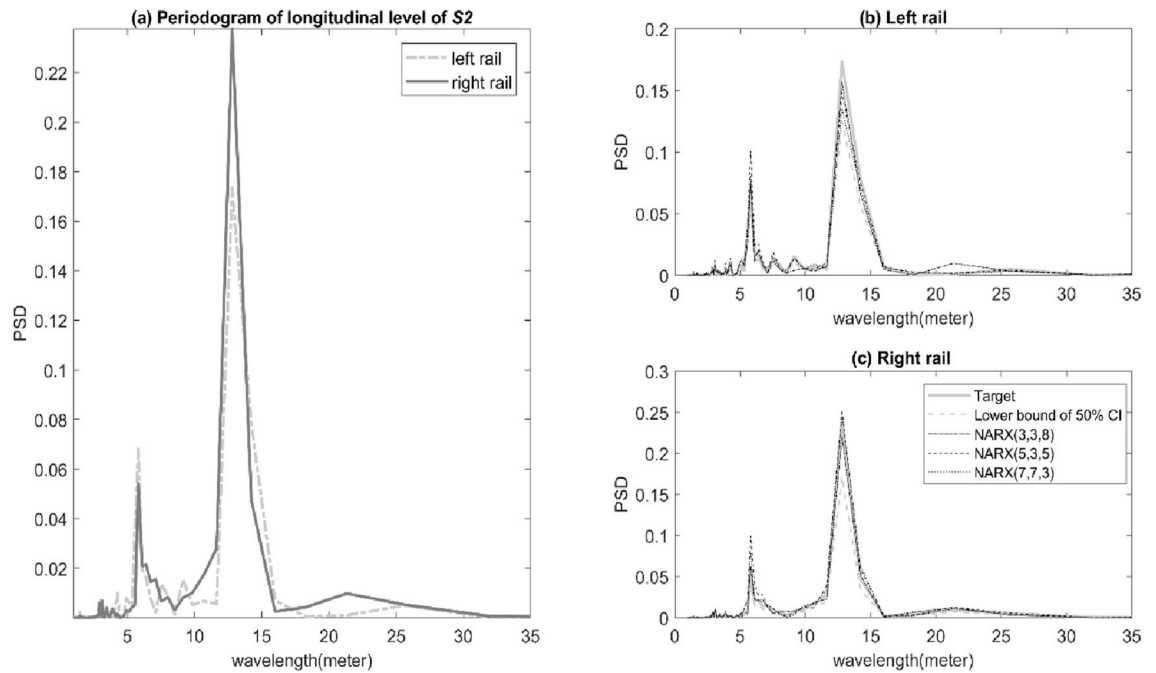 (a) Periodogram of longitudinal level of S2
left rail
right rail
0.22
0.2
0.18
0.16
0.14
0.12
0.1
0.08
0.06
0.04
0.02
PSD
5 10 15 20 25 30 35
wavelength(meter)
(b) Left rail
0.2
0.15
0.1
0.05
0
PSD
0 5 10 15 20 25 30 35
wavelength(meter)
(c) Right rail
Target
Lower bound of 50% CI
NARX(3,3,8)
NARX(5,3,5)
NARX(7,7,3)
0.3
0.25
0.2
0.15
0.1
0.05
0
PSD
0 5 10 15 20 25 30 35
wavelength(meter)